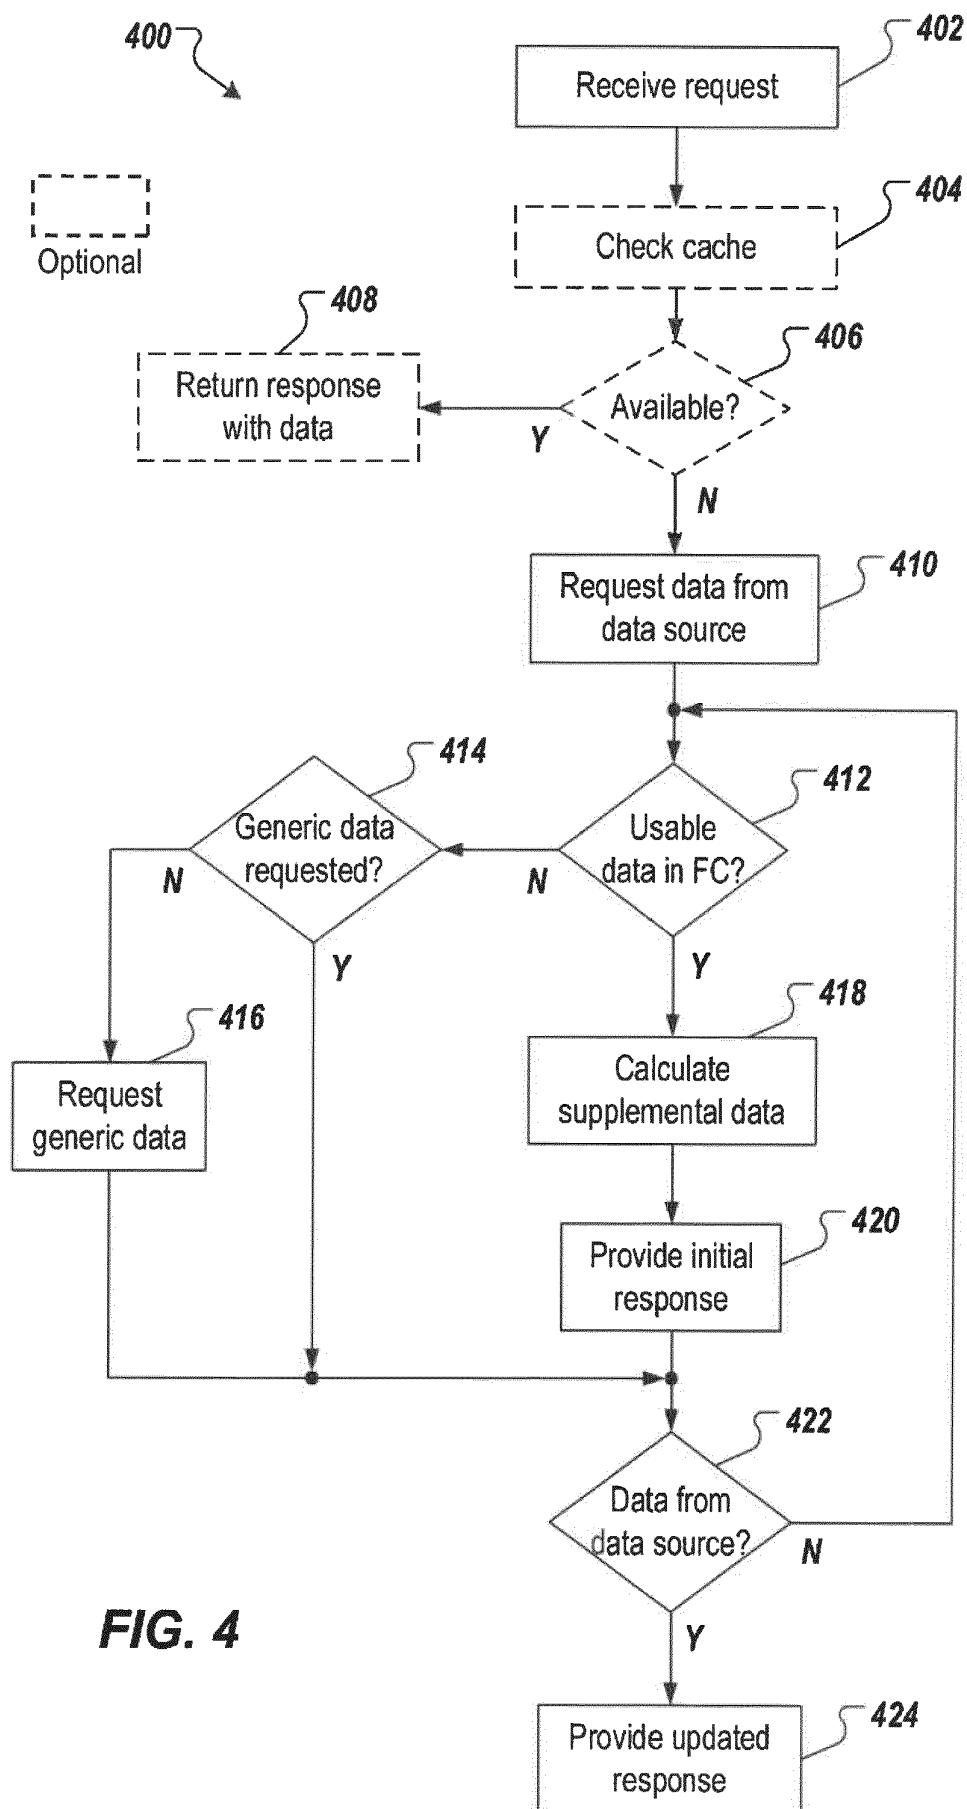 400
402
Receive request
404
Optional
Check cache
408
406
Return response
with data
Available?
Y
N
410
Request data from
data source
414
412
Generic data
requested?
Usable
data in FC?
N
N
Y
Y
416
418
Request
generic data
Calculate
supplemental data
420
Provide initial
response
422
Data from
data source?
N
FIG. 4
Y
424
Provide updated
response